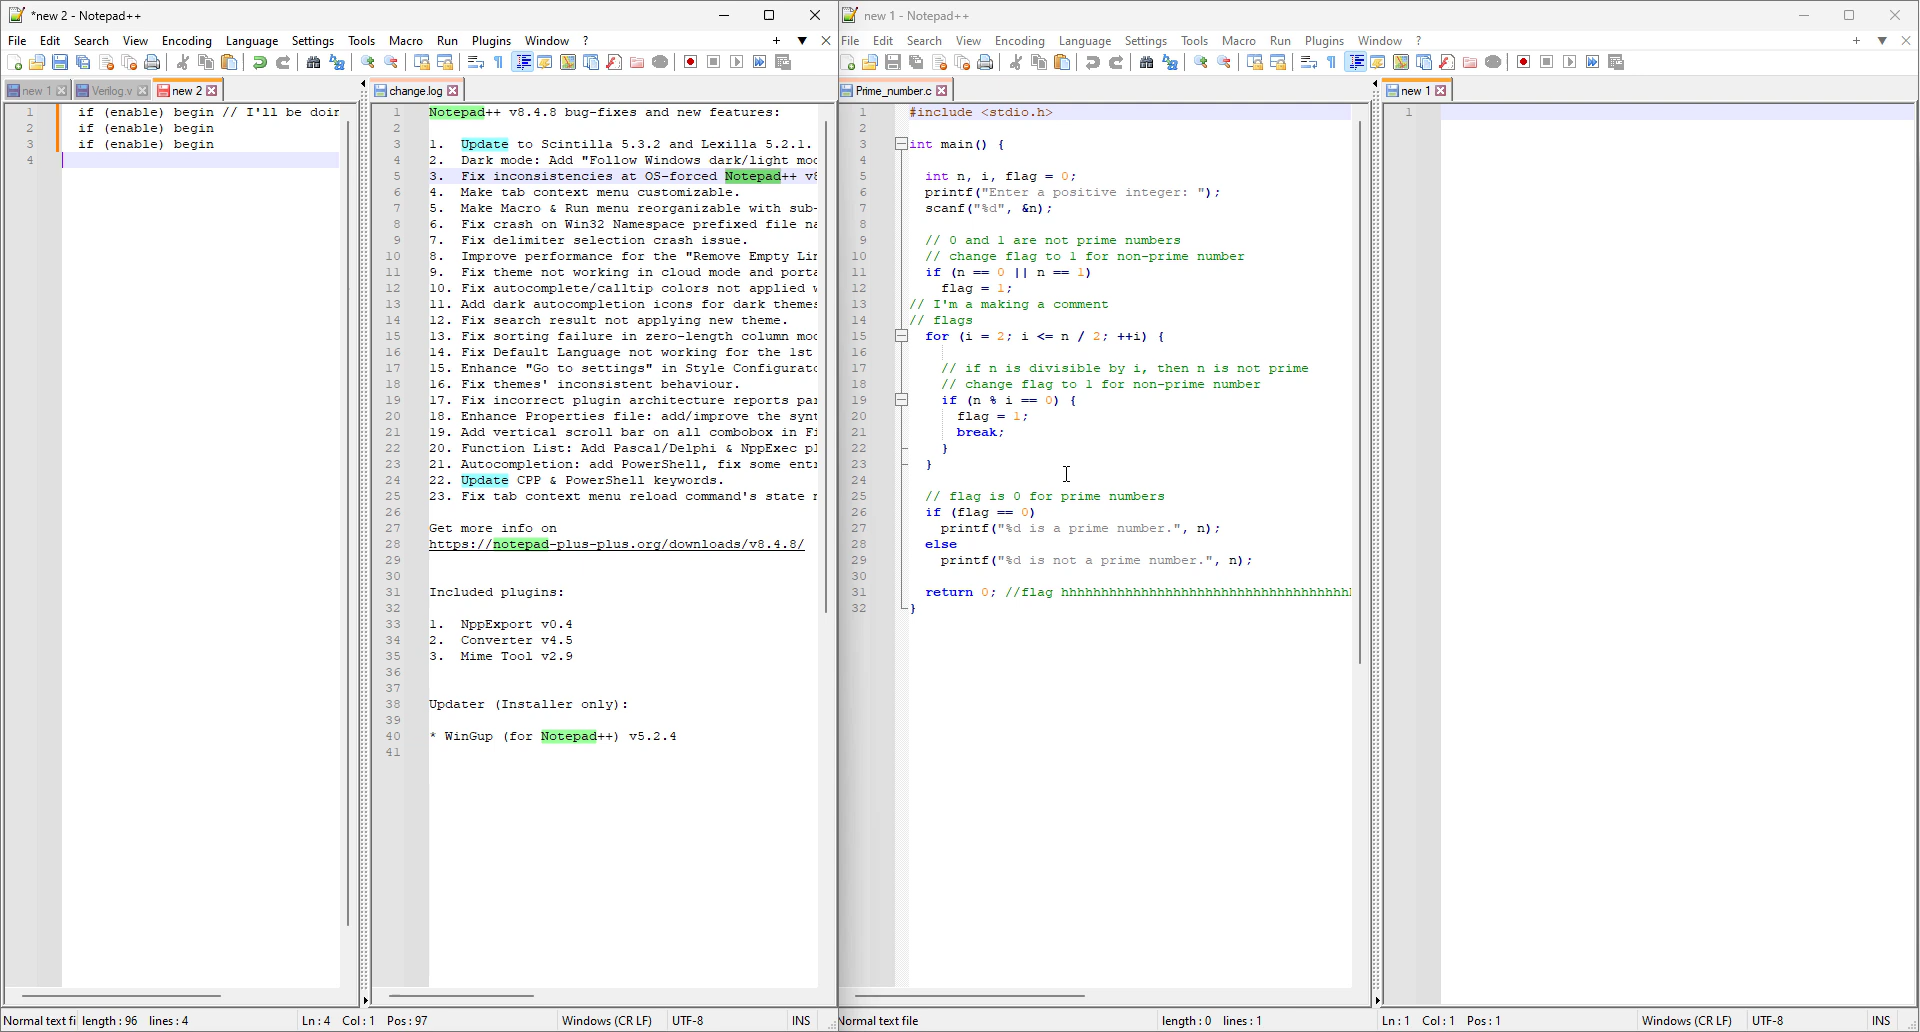 *new 2 - Notepad++
File Edit Search View Encoding Language Settings Tools Macro Run Plugins Window ?
new 1 Verilog.v new 2
1 if (enable) begin // I'll be doin
2 if (enable) begin
3 if (enable) begin
4
Normal text fi length : 96 lines : 4 Ln : 4 Col : 1 Pos : 97 Windows (CR LF) UTF-8 INS
change.log
1 Notepad++ v8.4.8 bug-fixes and new features:
2
3 1. Update to Scintilla 5.3.2 and Lexilla 5.2.1.
4 2. Dark mode: Add "Follow Windows dark/light mo
5 3. Fix inconsistencies at OS-forced Notepad++ v8
6 4. Make tab context menu customizable.
7 5. Make Macro & Run menu reorganizable with sub-
8 6. Fix crash on Win32 Namespace prefixed file na
9 7. Fix delimiter selection crash issue.
10 8. Improve performance for the "Remove Empty Lin
11 9. Fix theme not working in cloud mode and porta
12 10. Fix autocomplete/calltip colors not applied w
13 11. Add dark autocompletion icons for dark themes
14 12. Fix search result not applying new theme.
15 13. Fix sorting failure in zero-length column mo
16 14. Fix Default Language not working for the 1st
17 15. Enhance "Go to settings" in Style Configurato
18 16. Fix themes' inconsistent behaviour.
19 17. Fix incorrect plugin architecture reports pa
20 18. Enhance Properties file: add/improve the synt
21 19. Add vertical scroll bar on all combobox in Fi
22 20. Function List: Add Pascal/Delphi & NppExec pl
23 21. Autocompletion: add PowerShell, fix some entr
24 22. Update CPP & PowerShell keywords.
25 23. Fix tab context menu reload command's state
26
27 Get more info on
28 https://notepad-plus-plus.org/downloads/v8.4.8/
29
30
31 Included plugins:
32
33 1. NppExport v0.4
34 2. Converter v4.5
35 3. Mime Tool v2.9
36
37
38 Updater (Installer only):
39
40 * WinGup (for Notepad++) v5.2.4
41
new 1 - Notepad++
File Edit Search View Encoding Language Settings Tools Macro Run Plugins Window ?
Prime_number.c
1 #include <stdio.h>
2
3 int main() {
4
5 int n, i, flag = 0;
6 printf("Enter a positive integer: ");
7 scanf("%d", &n);
8
9 // 0 and 1 are not prime numbers
10 // change flag to 1 for non-prime number
11 if (n == 0 || n == 1)
12 flag = 1;
13 // I'm a making a comment
14 // flags
15 for (i = 2; i <= n / 2; ++i) {
16
17 // if n is divisible by i, then n is not prime
18 // change flag to 1 for non-prime number
19 if (n % i == 0) {
20 flag = 1;
21 break;
22 }
23 }
24
25 // flag is 0 for prime numbers
26 if (flag == 0)
27 printf("%d is a prime number.", n);
28 else
29 printf("%d is not a prime number.", n);
30
31 return 0; //flag hhhhhhhhhhhhhhhhhhhhhhhhhhhhhhhhhhhhh
32 }
new 1
1
Normal text file length : 0 lines : 1 Ln : 1 Col : 1 Pos : 1 Windows (CR LF) UTF-8 INS